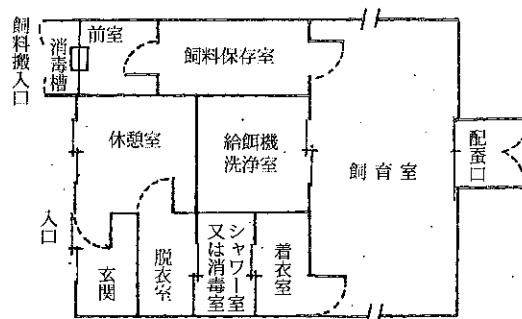 飼料搬入口
消毒槽
前室
飼料保存室
休憩室
給餌機
洗浄室
飼育室
配蚕口
入口
玄関
脱衣室
シャワー室
又は消毒室
着衣室